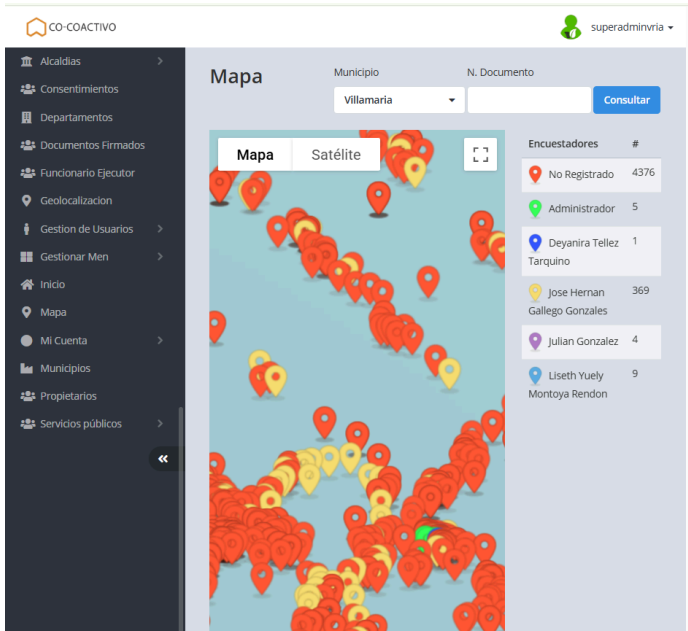 CO-COACTIVO
superadminvria
Alcaldias
Consentimientos
Departamentos
Documentos Firmados
Funcionario Ejecutor
Geolocalizacion
Gestion de Usuarios
Gestionar Men
Inicio
Mapa
Mi Cuenta
Municipios
Propietarios
Servicios públicos
«
Mapa
Municipio
N. Documento
Villamaria
Consultar
Mapa Satélite
Encuestadores #
No Registrado 4376
Administrador 5
Deyanira Tellez 1
Tarquino
Jose Hernan 369
Gallego Gonzales
Julian Gonzalez 4
Liseth Yuely 9
Montoya Rendon